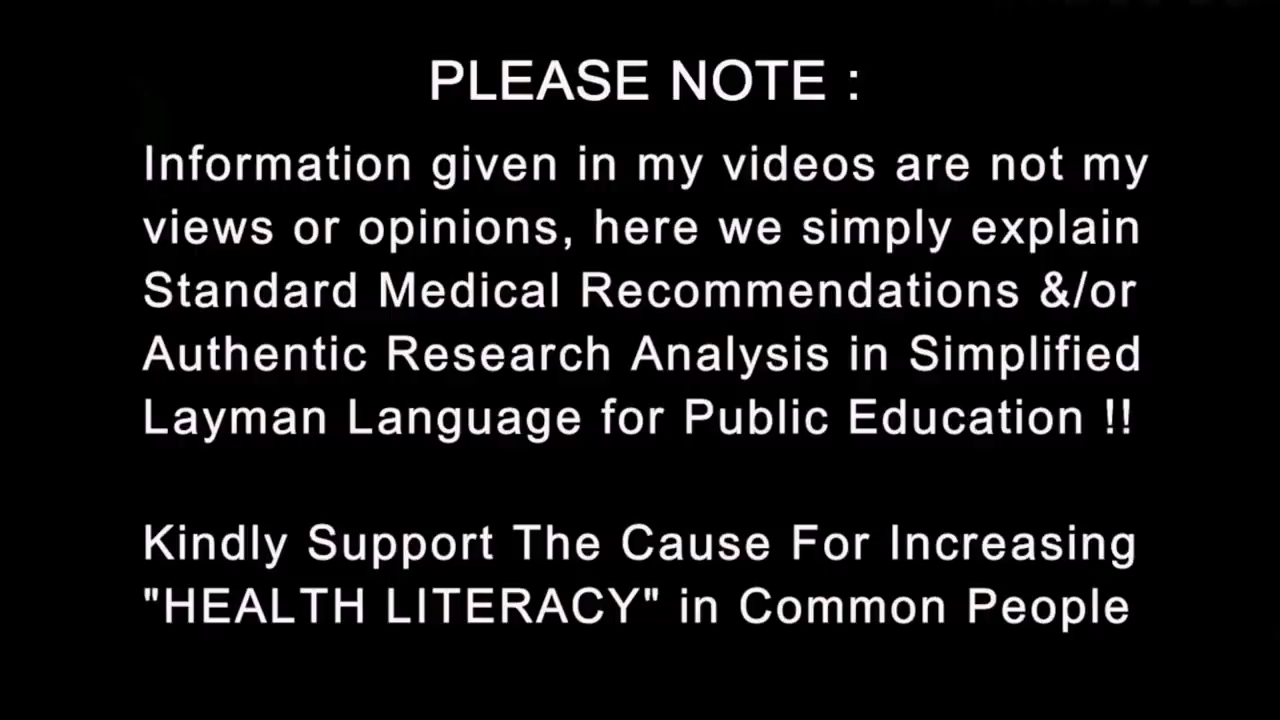 PLEASE NOTE :
Information given in my videos are not my
views or opinions, here we simply explain
Standard Medical Recommendations &/or
Authentic Research Analysis in Simplified
Layman Language for Public Education !!
Kindly Support The Cause For Increasing
"HEALTH LITERACY" in Common People